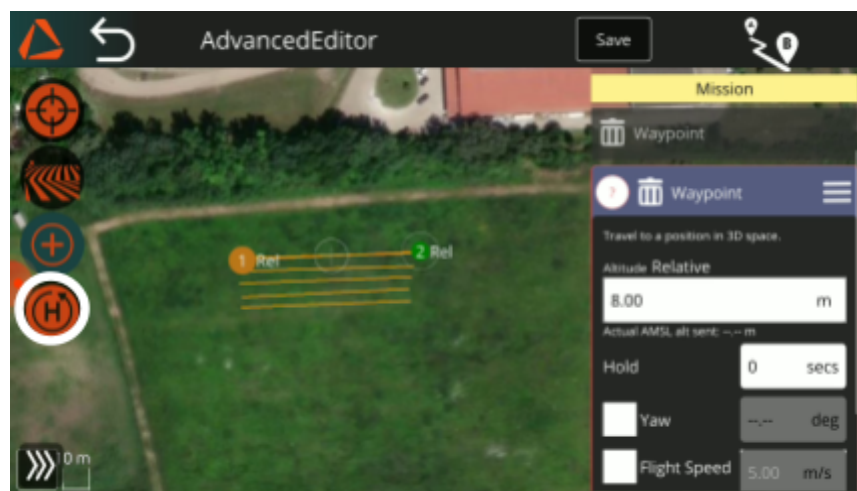 AdvancedEditor
Save
A
B
Mission
Waypoint
? Waypoint
Travel to a position in 3D space.
Altitude Relative
8.00 m
Actual AMSL alt sent: -.-- m
Hold 0 secs
Yaw --.-- deg
Flight Speed 5.00 m/s
1 Rel
2 Rel
H
10 m